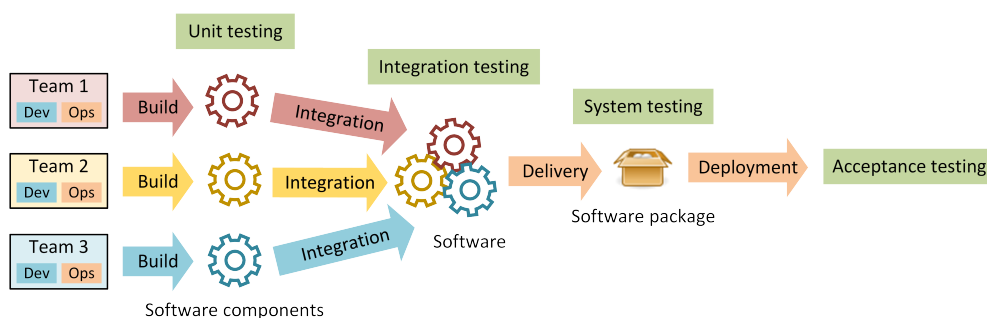 Unit testing
Integration testing
System testing
Acceptance testing
Team 1
Dev Ops
Build
Integration
Team 2
Dev Ops
Build
Integration
Team 3
Dev Ops
Build
Integration
Software components
Software
Delivery
Software package
Deployment